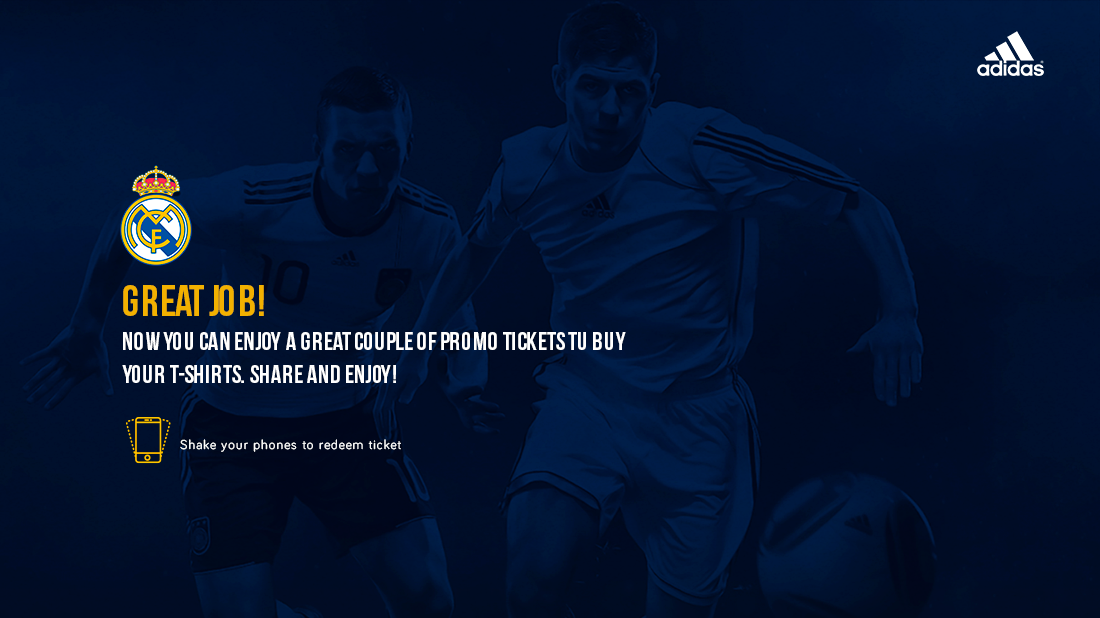 adidas
GREAT JOB!
NOW YOU CAN ENJOY A GREAT COUPLE OF PROMO TICKETS TU BUY
YOUR T-SHIRTS. SHARE AND ENJOY!
Shake your phones to redeem ticket